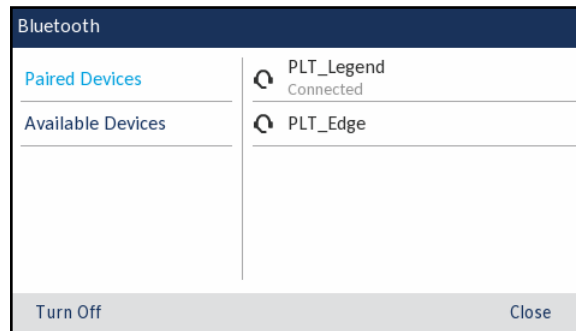 Bluetooth
Paired Devices
Available Devices
PLT_Legend
Connected
PLT_Edge
Turn Off
Close